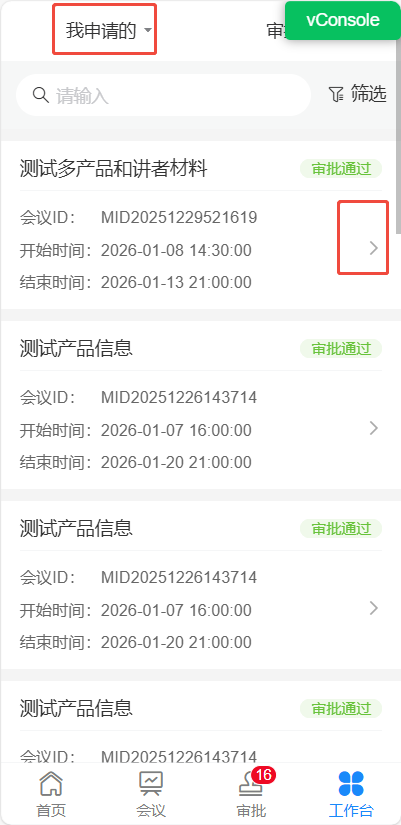 我申请的
vConsole
请输入
筛选
测试多产品和讲者材料 审批通过
会议ID： MID20251229521619
开始时间：2026-01-08 14:30:00
结束时间：2026-01-13 21:00:00
测试产品信息 审批通过
会议ID： MID20251226143714
开始时间：2026-01-07 16:00:00
结束时间：2026-01-20 21:00:00
测试产品信息 审批通过
会议ID： MID20251226143714
开始时间：2026-01-07 16:00:00
结束时间：2026-01-20 21:00:00
测试产品信息 审批通过
会议ID： MID20251226143714
16
首页 会议 审批 工作台